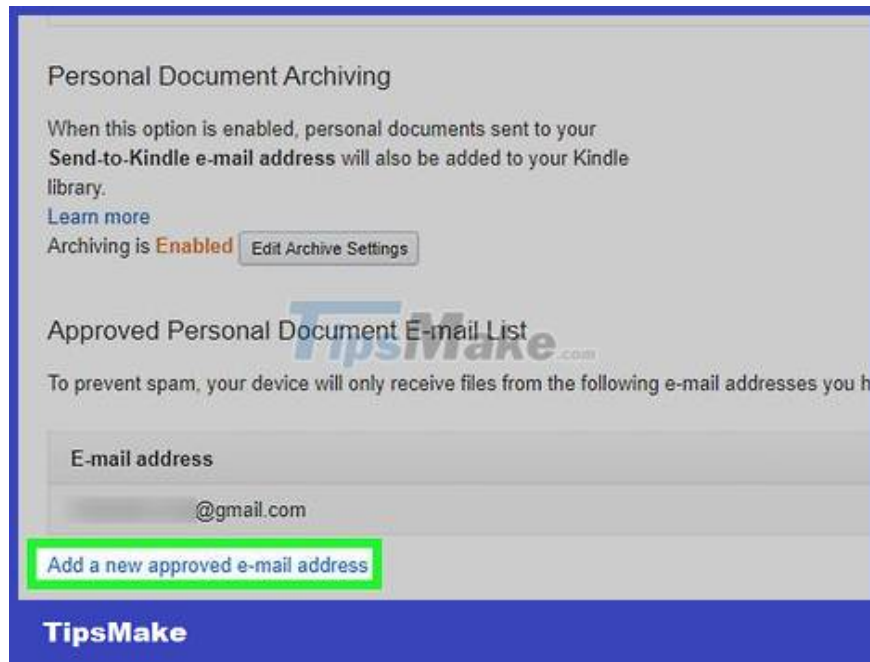 Personal Document Archiving
When this option is enabled, personal documents sent to your
Send-to-Kindle e-mail address will also be added to your Kindle
library.
Learn more
Archiving is Enabled Edit Archive Settings
TipsMake.com
Approved Personal Document E-mail List
To prevent spam, your device will only receive files from the following e-mail addresses you h
E-mail address
@gmail.com
Add a new approved e-mail address
TipsMake